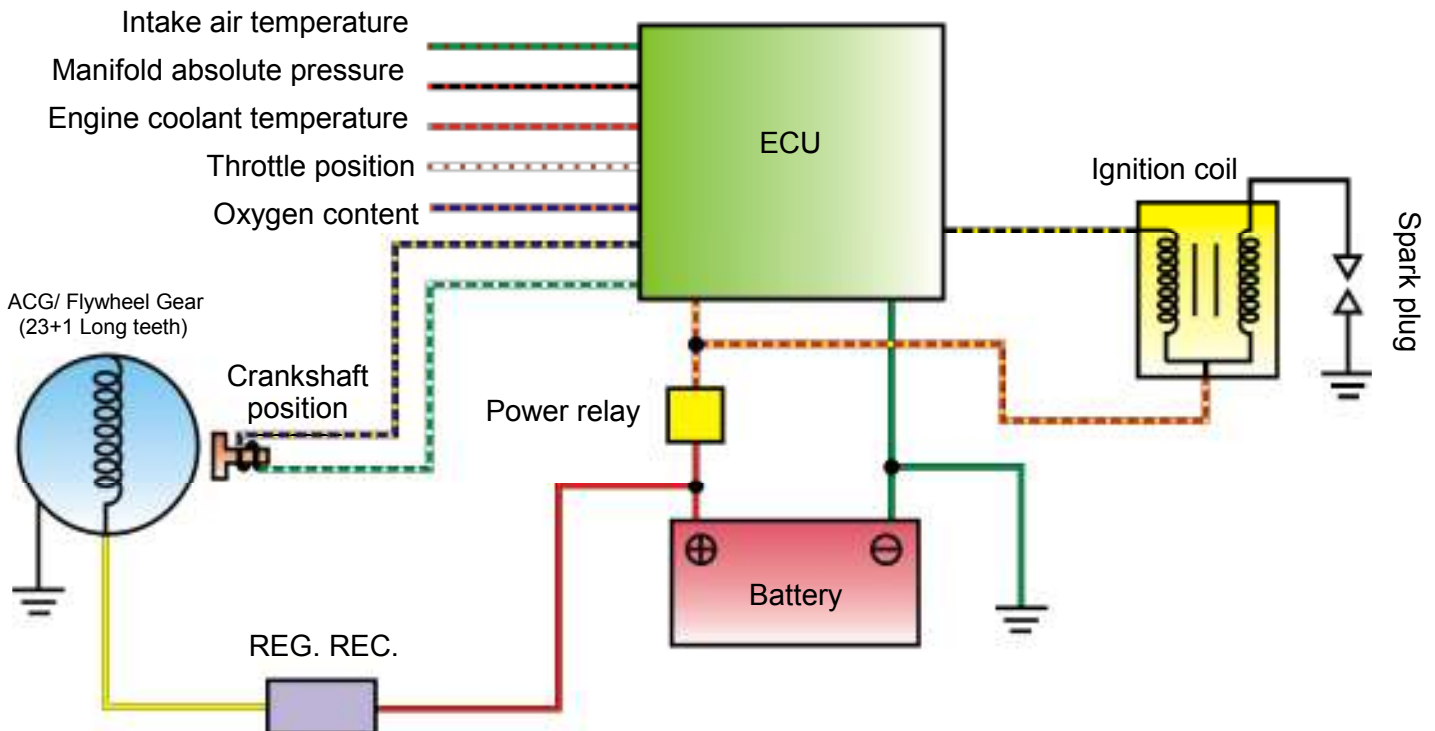 Intake air temperature
Manifold absolute pressure
Engine coolant temperature
Throttle position
Oxygen content
ECU
Ignition coil
Spark plug
ACG/ Flywheel Gear
(23+1 Long teeth)
Crankshaft
position
Power relay
Battery
REG. REC.